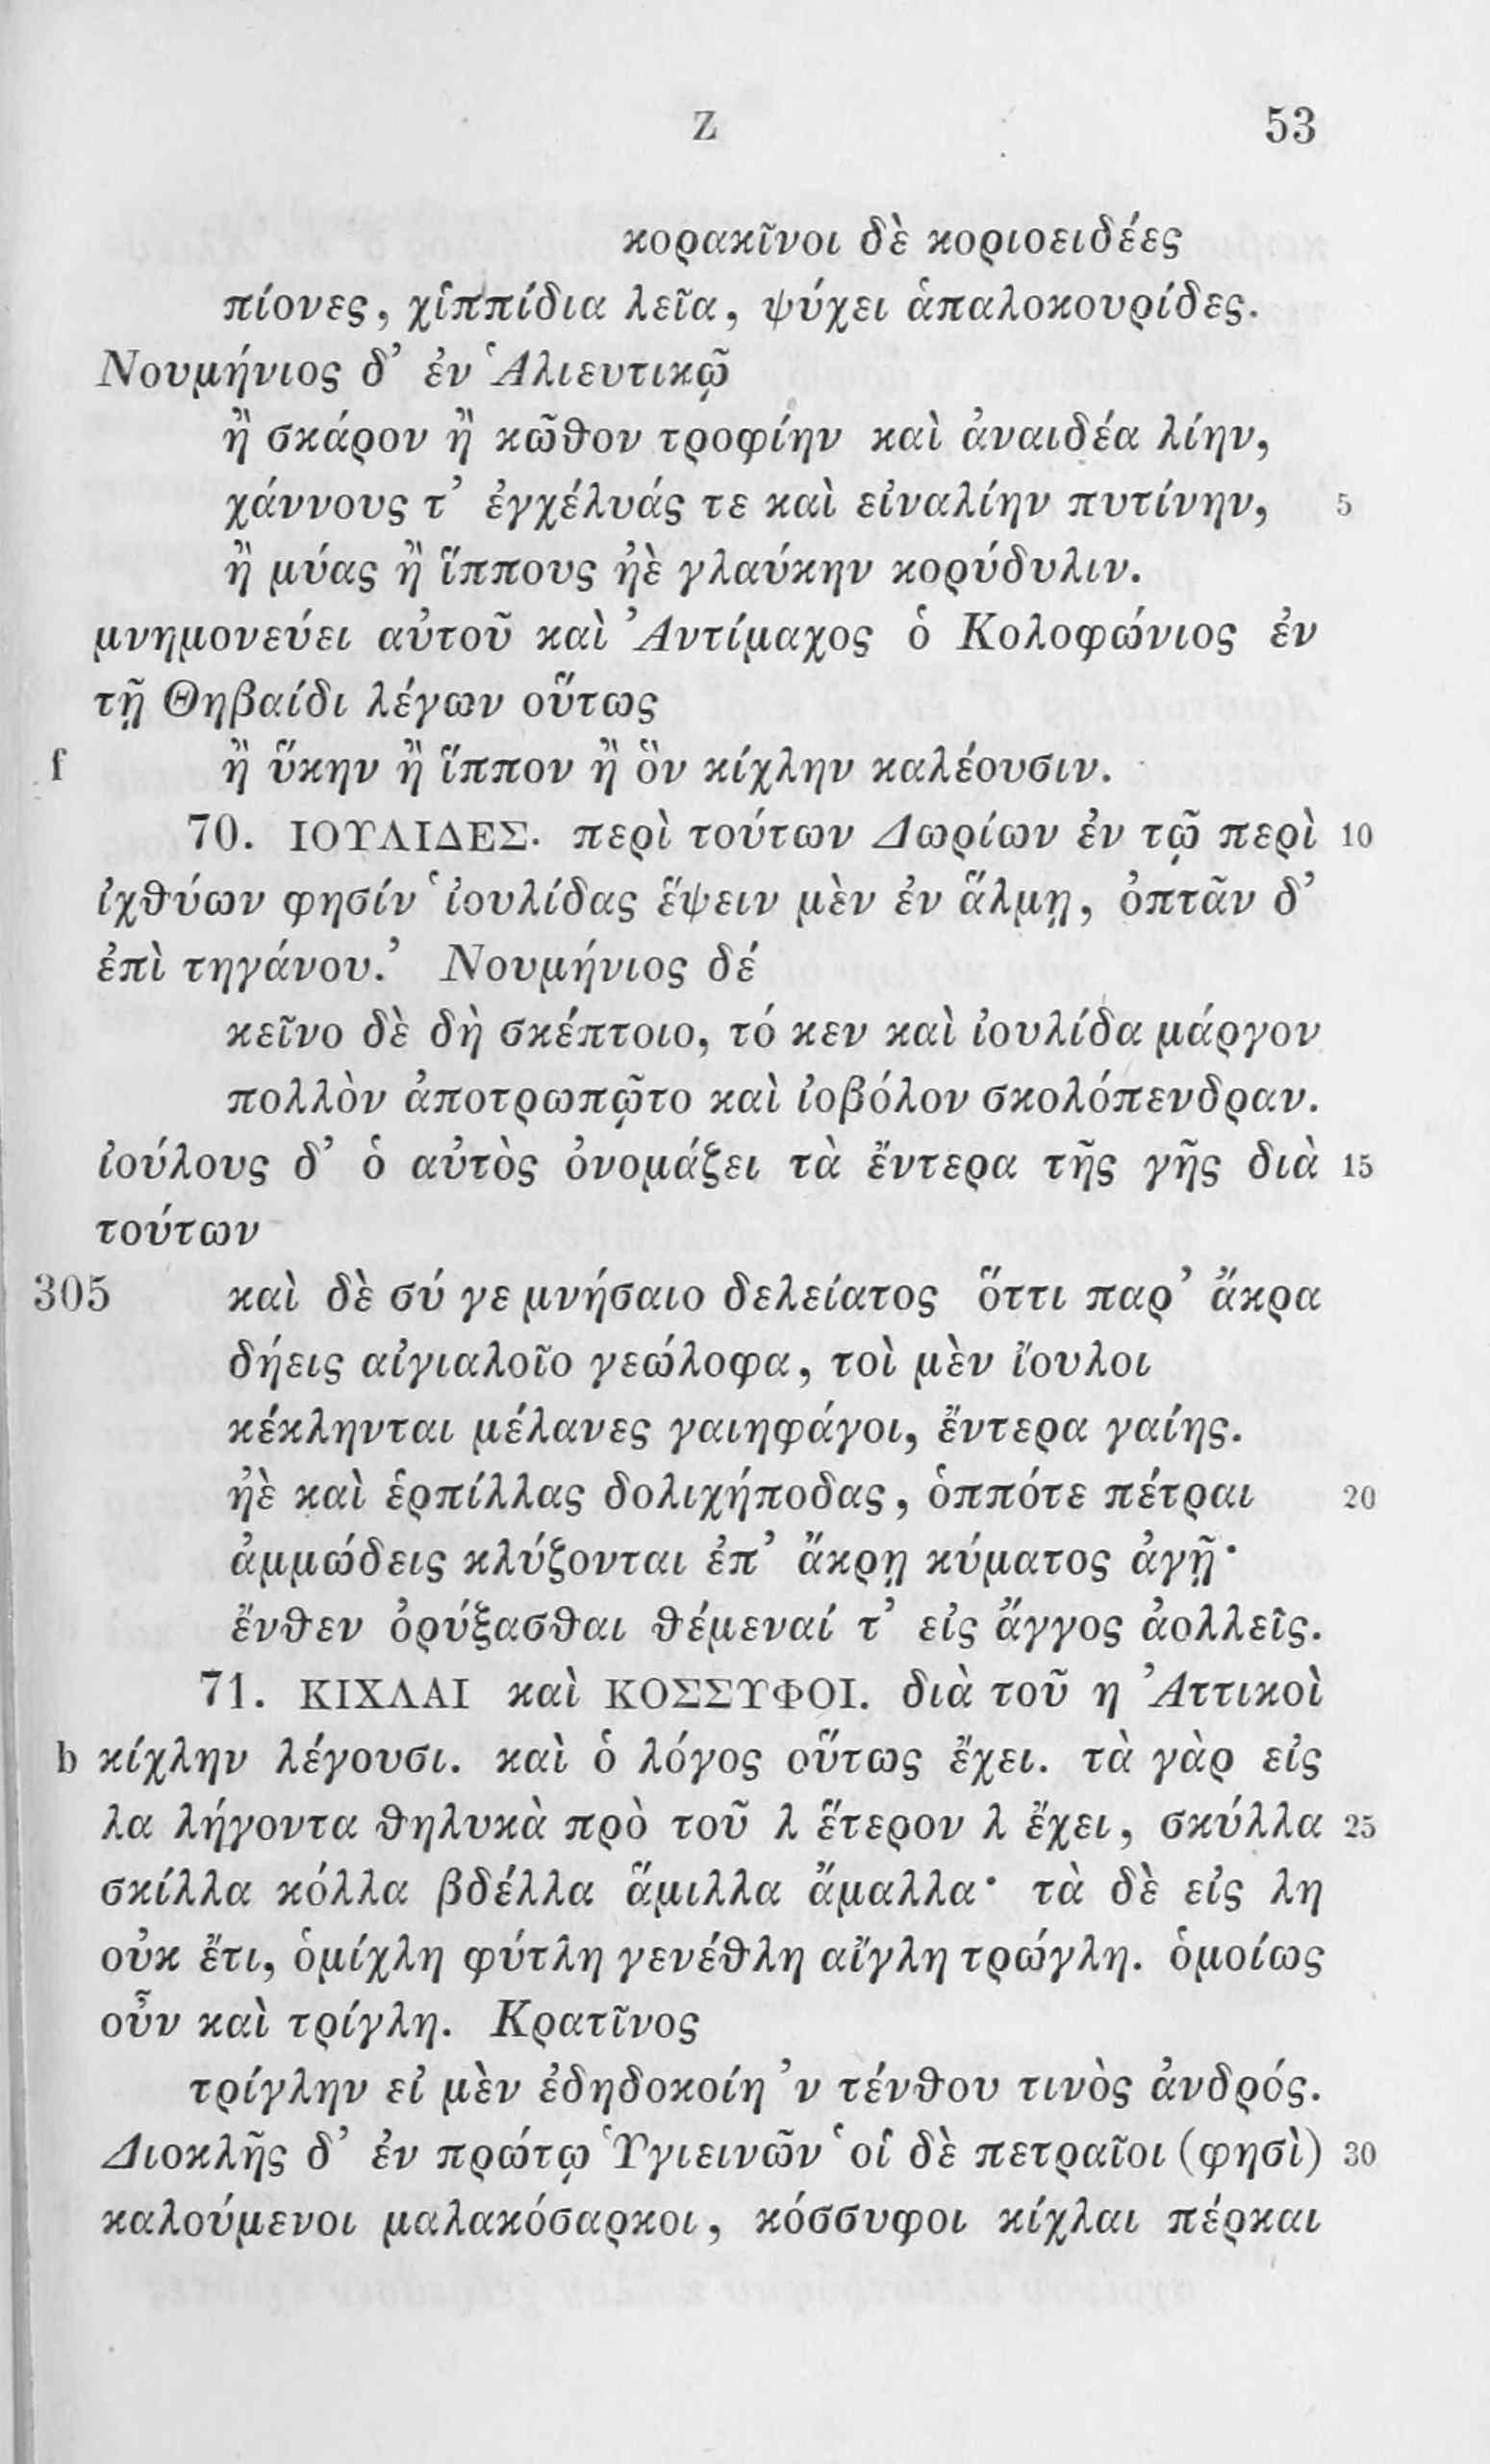 Z 53
κορακῖνοι δὲ κοριοειδέες
πίονες, χἱππίδια λεῖα, ψύχει ἁπαλοκουρίδες.
Νουμήνιος δ’ ἐν Ἁλιευτικῷ
ἢ σκάρον ἢ κῶθον τροφίην καὶ ἀναιδέα λίην,
χάννους τ’ ἐγχέλυάς τε καὶ εἰναλίην πυτίνην, 5
ἢ μύας ἢ ἵππους ἠὲ γλαύκην κορύδυλιν.
μνημονεύει αὐτοῦ καὶ Ἀντίμαχος ὁ Κολοφώνιος ἐν
τῇ Θηβαίδι λέγων οὕτως
f ἢ ὕκην ἢ ἵππον ἢ ὃν κίχλην καλέουσιν.
70. ΙΟΥΛΙΔΕΣ. περὶ τούτων Δωρίων ἐν τῷ περὶ 10
ἰχθύων φησίν ‘ἰουλίδας ἕψειν μὲν ἐν ἅλμῃ, ὀπτᾶν δ’
ἐπὶ τηγάνου.’ Νουμήνιος δέ
κεῖνο δὲ δὴ σκέπτοιο, τό κεν καὶ ἰουλίδα μάργον
πολλὸν ἀποτρωπῷτο καὶ ἰοβόλον σκολόπενδραν.
ἰούλους δ’ ὁ αὐτὸς ὀνομάζει τὰ ἔντερα τῆς γῆς διὰ 15
τούτων
305 καὶ δὲ σύ γε μνήσαιο δελείατος ὅττι παρ’ ἄκρα
δήεις αἰγιαλοῖο γεώλοφα, τοὶ μὲν ἴουλοι
κέκληνται μέλανες γαιηφάγοι, ἔντερα γαίης.
ἠὲ καὶ ἑρπίλλας δολιχήποδας, ὁππότε πέτραι 20
ἀμμώδεις κλύζονται ἐπ’ ἄκρῃ κύματος ἀγῇ·
ἔνθεν ὀρύξασθαι θέμεναί τ’ εἰς ἄγγος ἀολλεῖς.
71. ΚΙΧΛΑΙ καὶ ΚΟΣΣΥΦΟΙ. διὰ τοῦ η Ἀττικοὶ
b κίχλην λέγουσι. καὶ ὁ λόγος οὕτως ἔχει. τὰ γὰρ εἰς
λα λήγοντα θηλυκὰ πρὸ τοῦ λ ἕτερον λ ἔχει, σκύλλα 25
σκίλλα κόλλα βδέλλα ἅμιλλα ἄμαλλα· τὰ δὲ εἰς λη
οὐκ ἔτι, ὁμίχλη φύτλη γενέθλη αἴγλη τρώγλη. ὁμοίως
οὖν καὶ τρίγλη. Κρατῖνος
τρίγλην εἰ μὲν ἐδηδοκοίη ’ν τένθου τινὸς ἀνδρός.
Διοκλῆς δ’ ἐν πρώτῳ Ὑγιεινῶν ‘οἱ δὲ πετραῖοι (φησὶ) 30
καλούμενοι μαλακόσαρκοι, κόσσυφοι κίχλαι πέρκαι